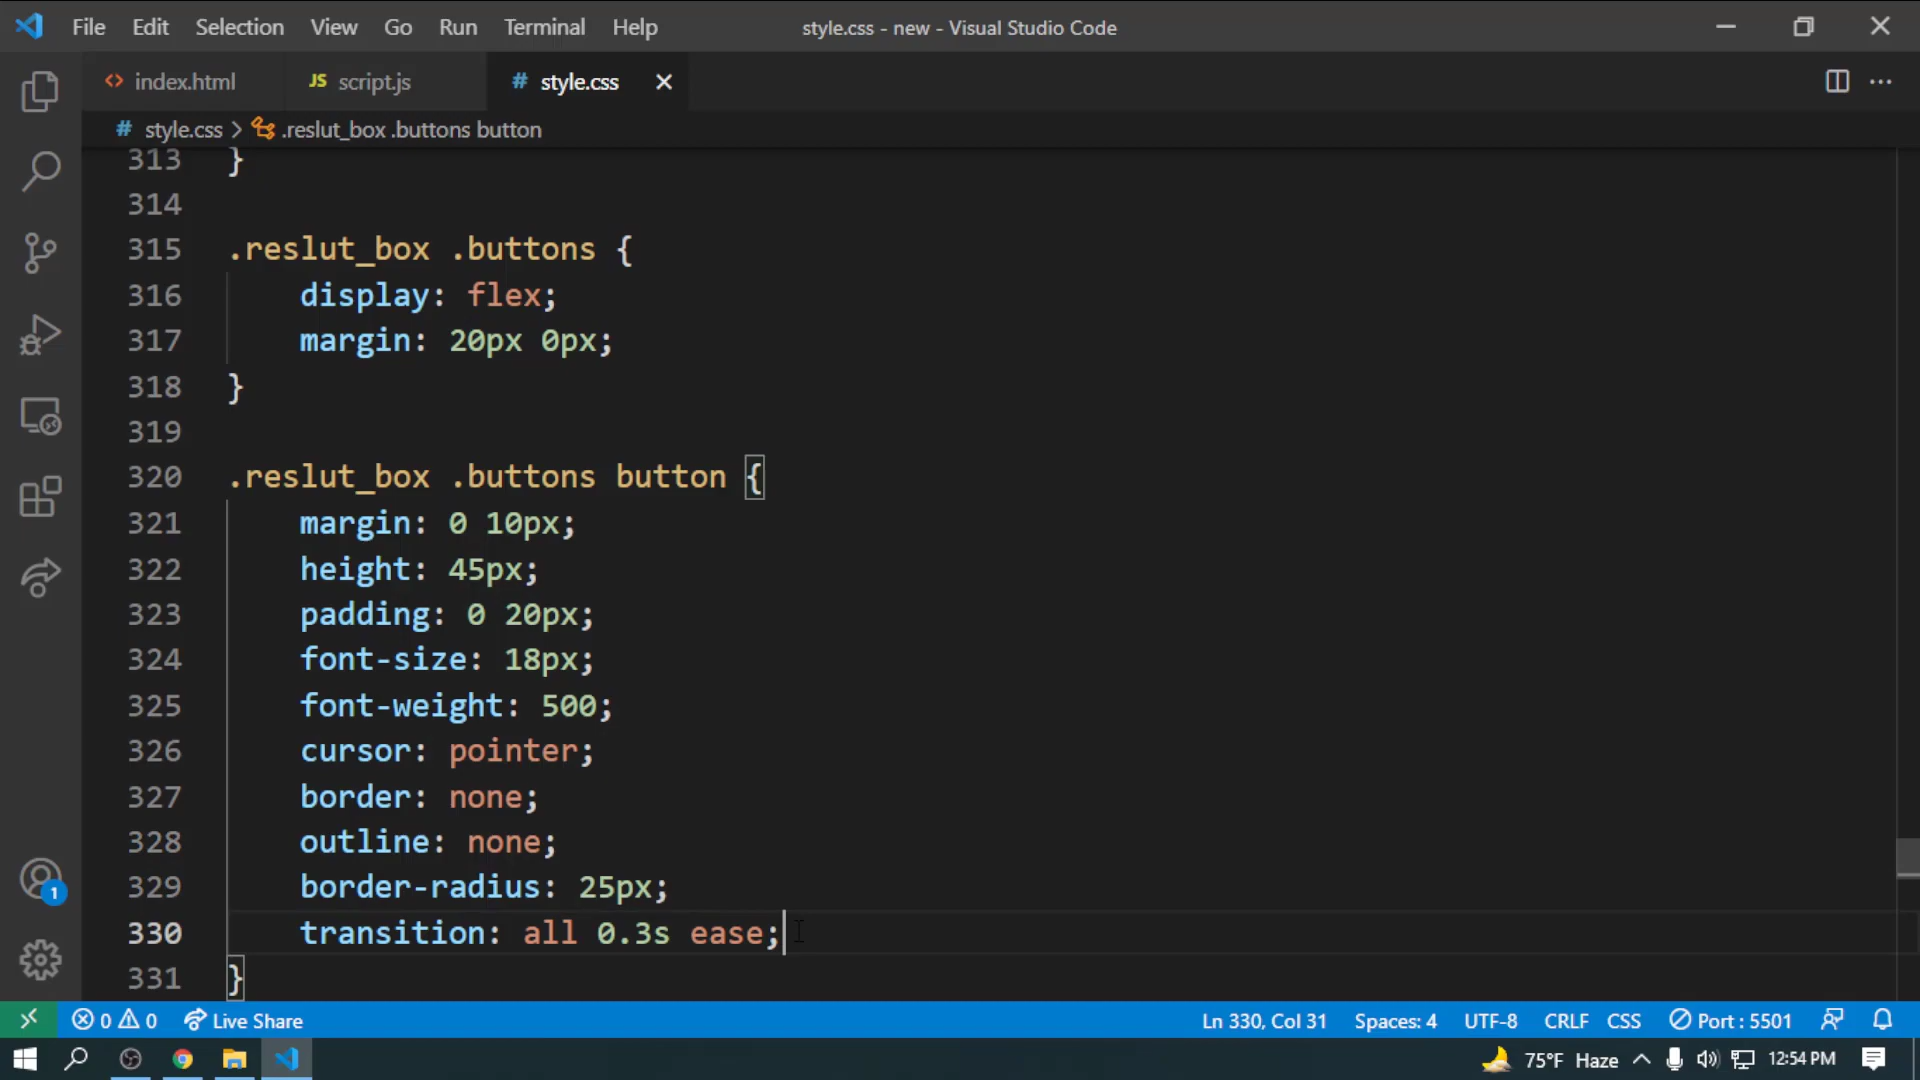 File Edit Selection View Go Run Terminal Help style.css - new - Visual Studio Code
<> index.html JS script.js # style.css
# style.css > .reslut_box .buttons button
313 }
314
315 .reslut_box .buttons {
316 display: flex;
317 margin: 20px 0px;
318 }
319
320 .reslut_box .buttons button {
321 margin: 0 10px;
322 height: 45px;
323 padding: 0 20px;
324 font-size: 18px;
325 font-weight: 500;
326 cursor: pointer;
327 border: none;
328 outline: none;
329 border-radius: 25px;
330 transition: all 0.3s ease;
331 }
1
0 0 Live Share Ln 330, Col 31 Spaces: 4 UTF-8 CRLF CSS Port : 5501
75°F Haze 12:54 PM